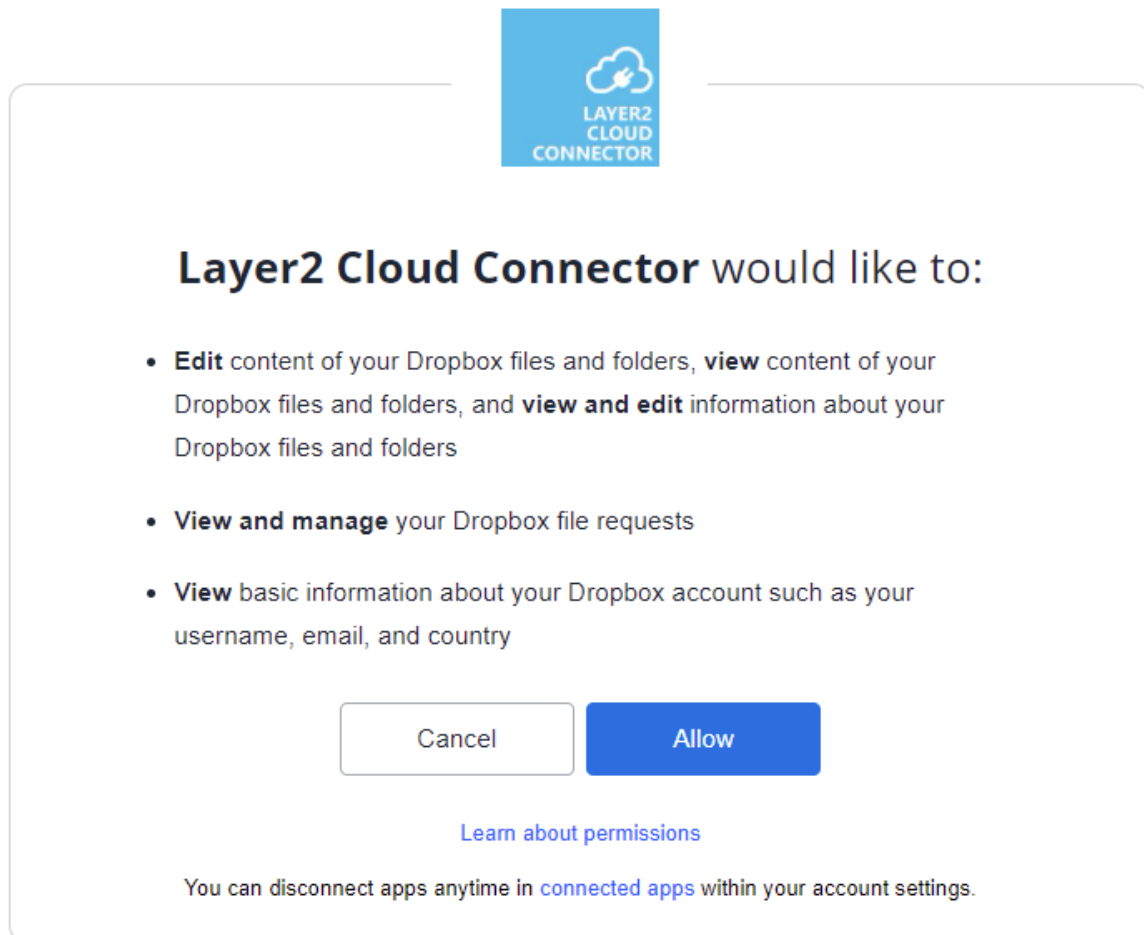 LAYER2
CLOUD
CONNECTOR
Layer2 Cloud Connector would like to:
• Edit content of your Dropbox files and folders, view content of your
Dropbox files and folders, and view and edit information about your
Dropbox files and folders
• View and manage your Dropbox file requests
• View basic information about your Dropbox account such as your
username, email, and country
Cancel
Allow
Learn about permissions
You can disconnect apps anytime in connected apps within your account settings.